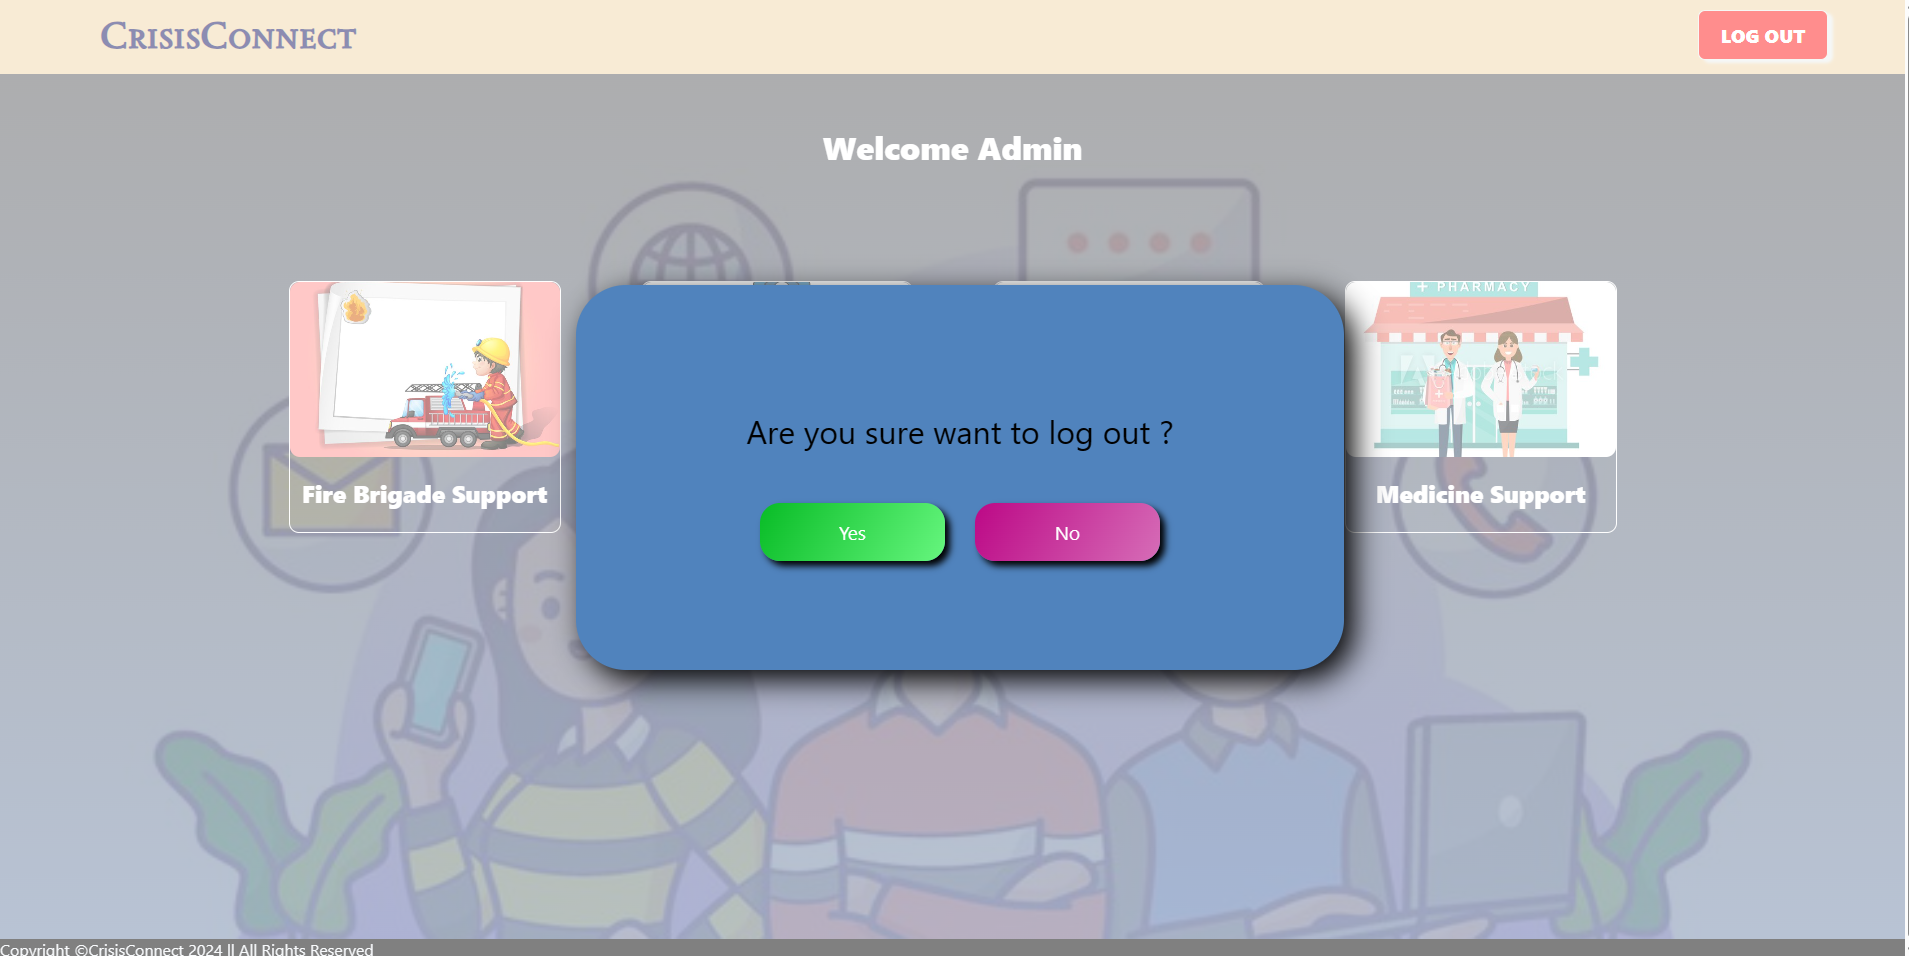 CrisisConnect
LOG OUT
Welcome Admin
+ PHARMACY
Are you sure want to log out ?
Yes
No
Fire Brigade Support
Medicine Support
Copyright ©CrisisConnect 2024 || All Rights Reserved